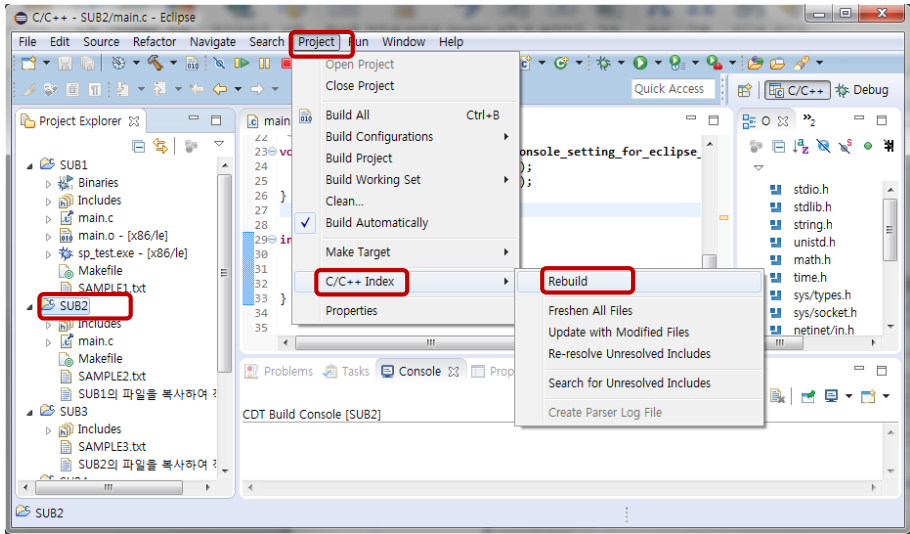 C/C++ - SUB2/main.c - Eclipse
File Edit Source Refactor Navigate Search Project Run Window Help
Quick Access
C/C++
Debug
Project Explorer
SUB1
Binaries
Includes
main.c
main.o - [x86/le]
sp_test.exe - [x86/le]
Makefile
SAMPLE1.txt
SUB2
Includes
main.c
Makefile
SAMPLE2.txt
SUB1의 파일을 복사하여
SUB3
Includes
SAMPLE3.txt
SUB2의 파일을 복사하여
main
22
23 vo
24
25
26 }
27
28
29 in
30
31
32
33 }
34
35
onsole_setting_for_eclipse_
);
);
Open Project
Close Project
Build All Ctrl+B
Build Configurations
Build Project
Build Working Set
Clean...
Build Automatically
Make Target
C/C++ Index
Properties
Rebuild
Freshen All Files
Update with Modified Files
Re-resolve Unresolved Includes
Search for Unresolved Includes
Create Parser Log File
O
stdio.h
stdlib.h
string.h
unistd.h
math.h
time.h
sys/types.h
sys/socket.h
netinet/in.h
Problems Tasks Console Prop
CDT Build Console [SUB2]
SUB2